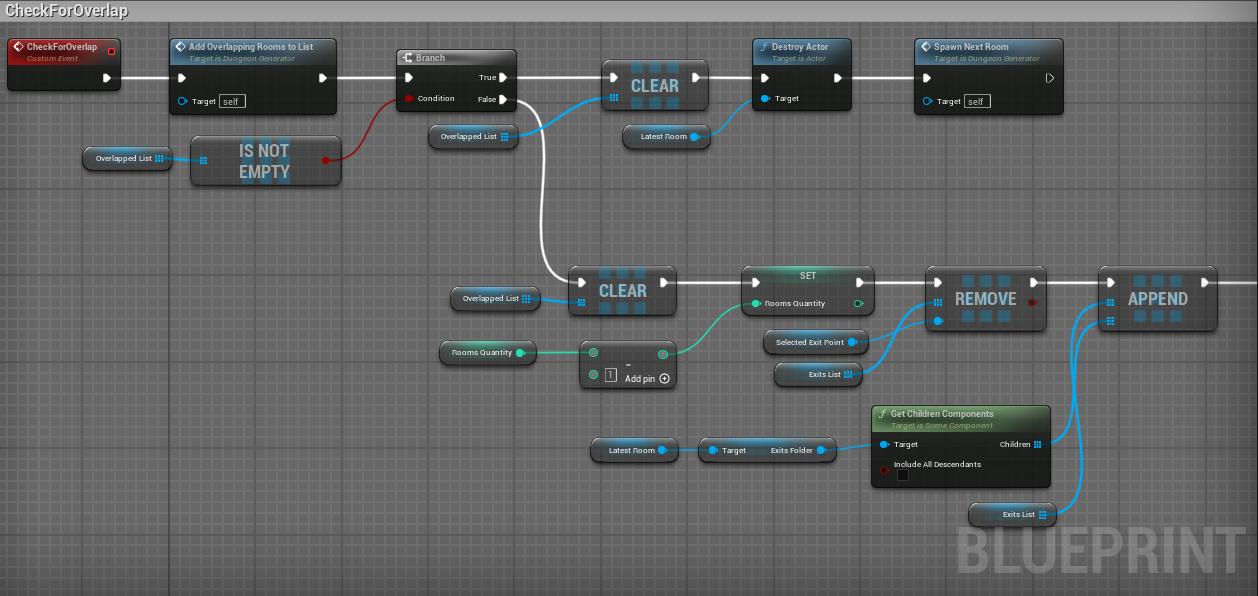 CheckForOverlap
CheckForOverlap
Custom Event
Add Overlapping Rooms to List
Target is Dungeon Generator
Target self
Overlapped List
IS NOT
EMPTY
Branch
True
Condition
False
Overlapped List
CLEAR
Latest Room
Destroy Actor
Target is Actor
Target
Spawn Next Room
Target is Dungeon Generator
Target self
Overlapped List
CLEAR
SET
Rooms Quantity
Rooms Quantity
1
-
Add pin
Selected Exit Point
Exits List
REMOVE
APPEND
Latest Room
Target Exits Folder
Get Children Components
Target is Scene Component
Target Children
Include All Descendants
Exits List
BLUEPRINT